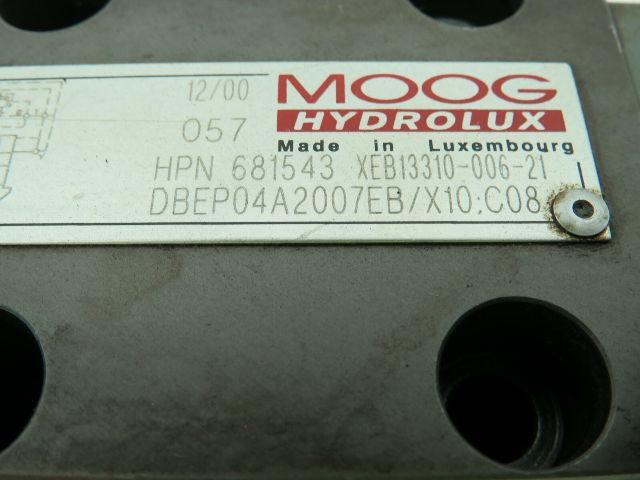 12/00
MOOG
057
HYDROLUX
Made in Luxembourg
HPN 681543 XEB13310-006-21
DBEP04A2007EB/X10;C08